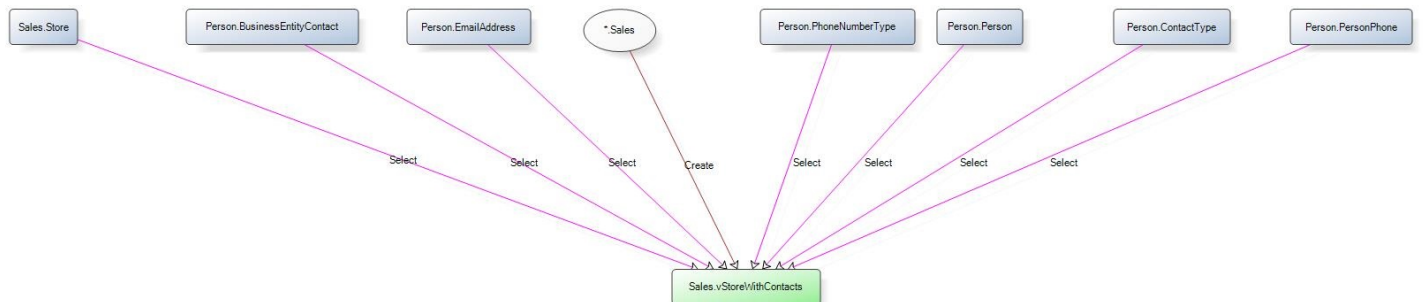 Sales.Store
Person.BusinessEntityContact
Person.EmailAddress
*.Sales
Person.PhoneNumberType
Person.Person
Person.ContactType
Person.PersonPhone
Select
Select
Select
Create
Select
Select
Select
Select
Sales.vStoreWithContacts